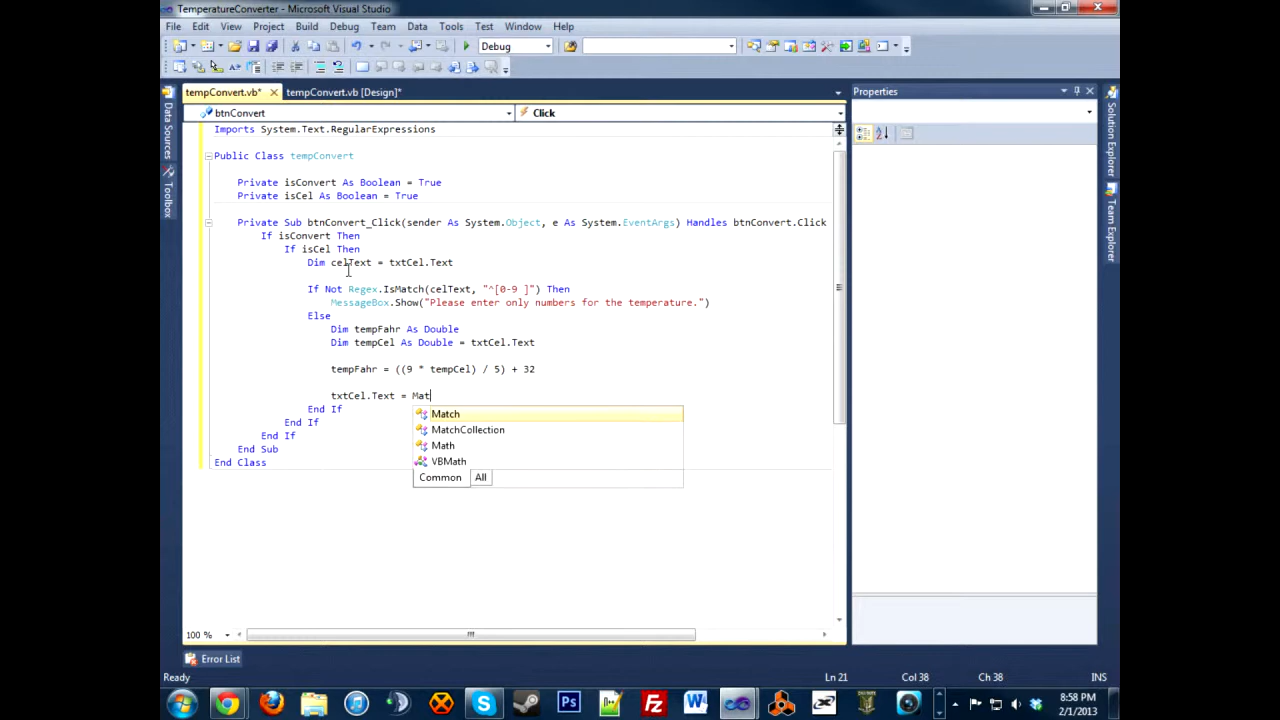 TemperatureConverter - Microsoft Visual Studio
File Edit View Project Build Debug Team Data Tools Test Window Help
Debug
tempConvert.vb* tempConvert.vb [Design]*
Properties
btnConvert Click
Imports System.Text.RegularExpressions
Public Class tempConvert
Private isConvert As Boolean = True
Private isCel As Boolean = True
Private Sub btnConvert_Click(sender As System.Object, e As System.EventArgs) Handles btnConvert.Click
If isConvert Then
If isCel Then
Dim celText = txtCel.Text
If Not Regex.IsMatch(celText, "^[0-9 ]") Then
MessageBox.Show("Please enter only numbers for the temperature.")
Else
Dim tempFahr As Double
Dim tempCel As Double = txtCel.Text
tempFahr = ((9 * tempCel) / 5) + 32
txtCel.Text = Mat
End If
End If
End If
End Sub
End Class
Match
MatchCollection
Math
VBMath
Common All
Data Sources
Toolbox
Solution Explorer
Team Explorer
100 %
Error List
Ready Ln 21 Col 38 Ch 38 INS
8:58 PM
2/1/2013